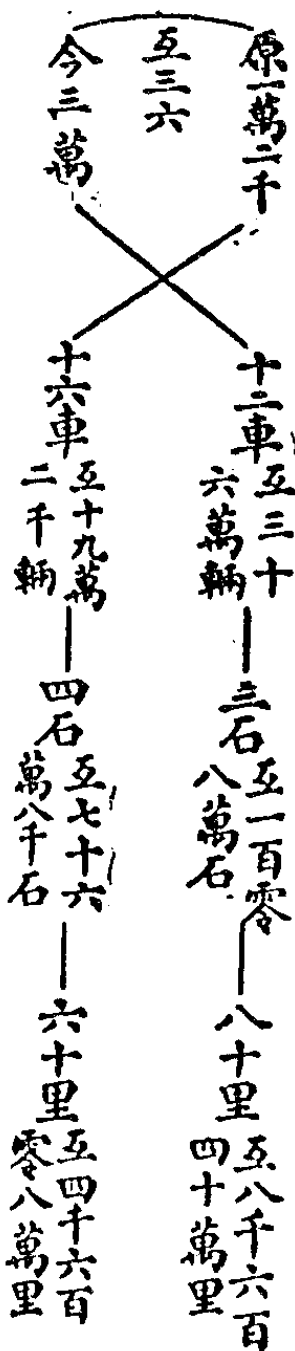 原一萬二千
互三六
今三萬
十二車
互三十
六萬輛
三石
互一百零
八萬石
八十里
互八千六百
四十萬里
十六車
互十九萬
二千輛
四石
互七十六
萬八千石
六十里
互四千六百
零八萬里